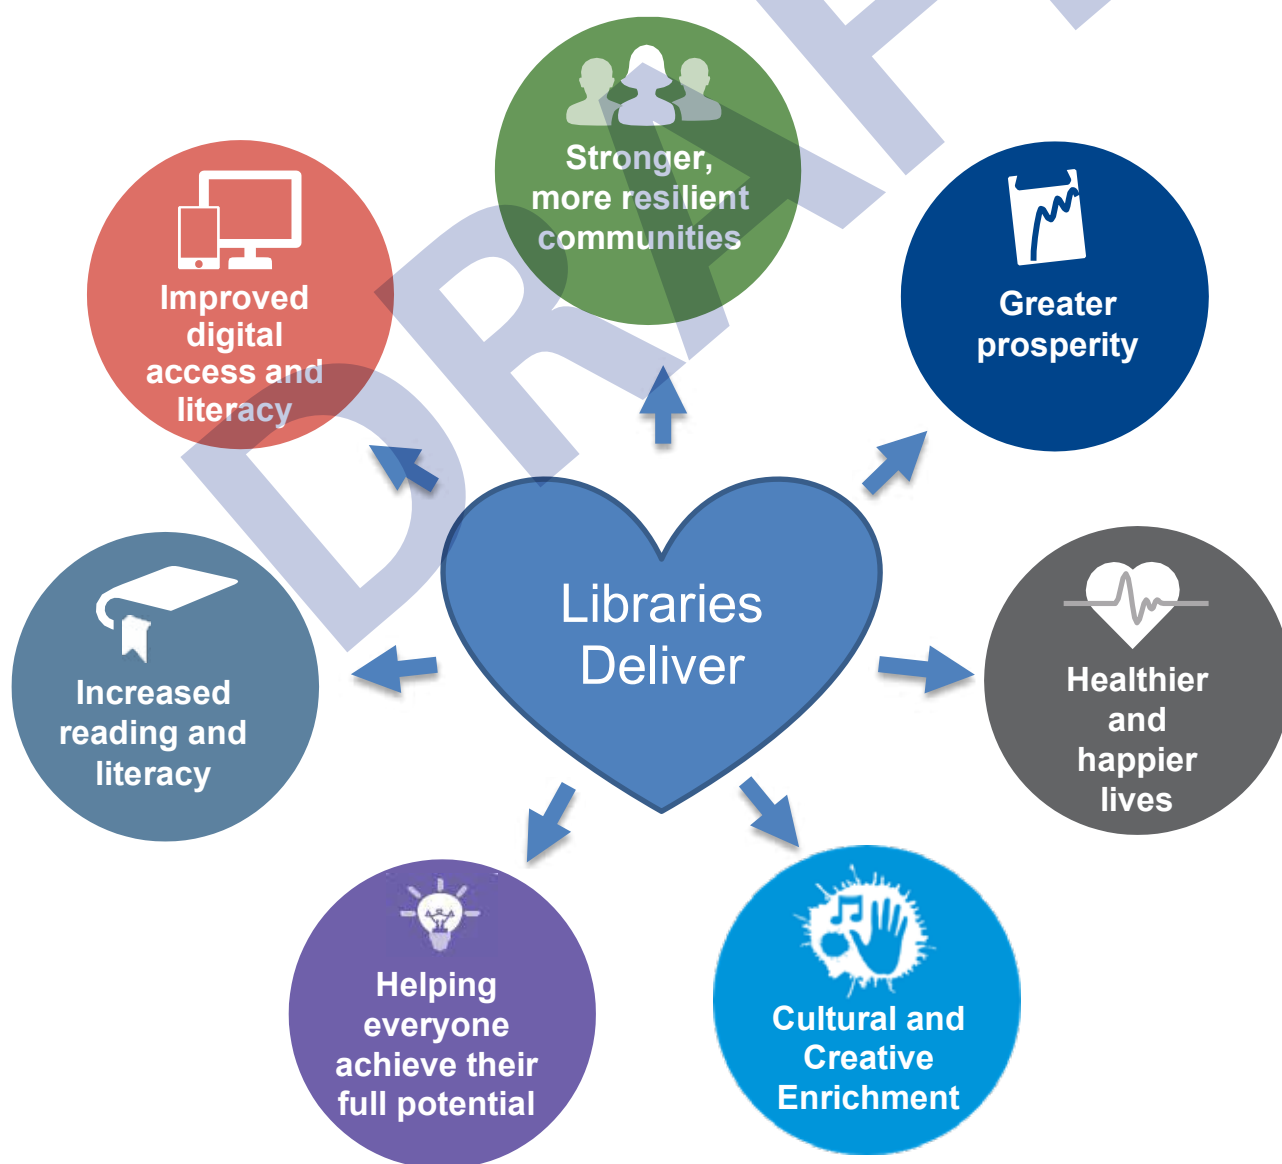 Stronger,
more resilient
communities
Greater
prosperity
Healthier
and
happier
lives
Cultural and
Creative
Enrichment
Helping
everyone
achieve their
full potential
Increased
reading and
literacy
Improved
digital
access and
literacy
Libraries
Deliver
DRAF